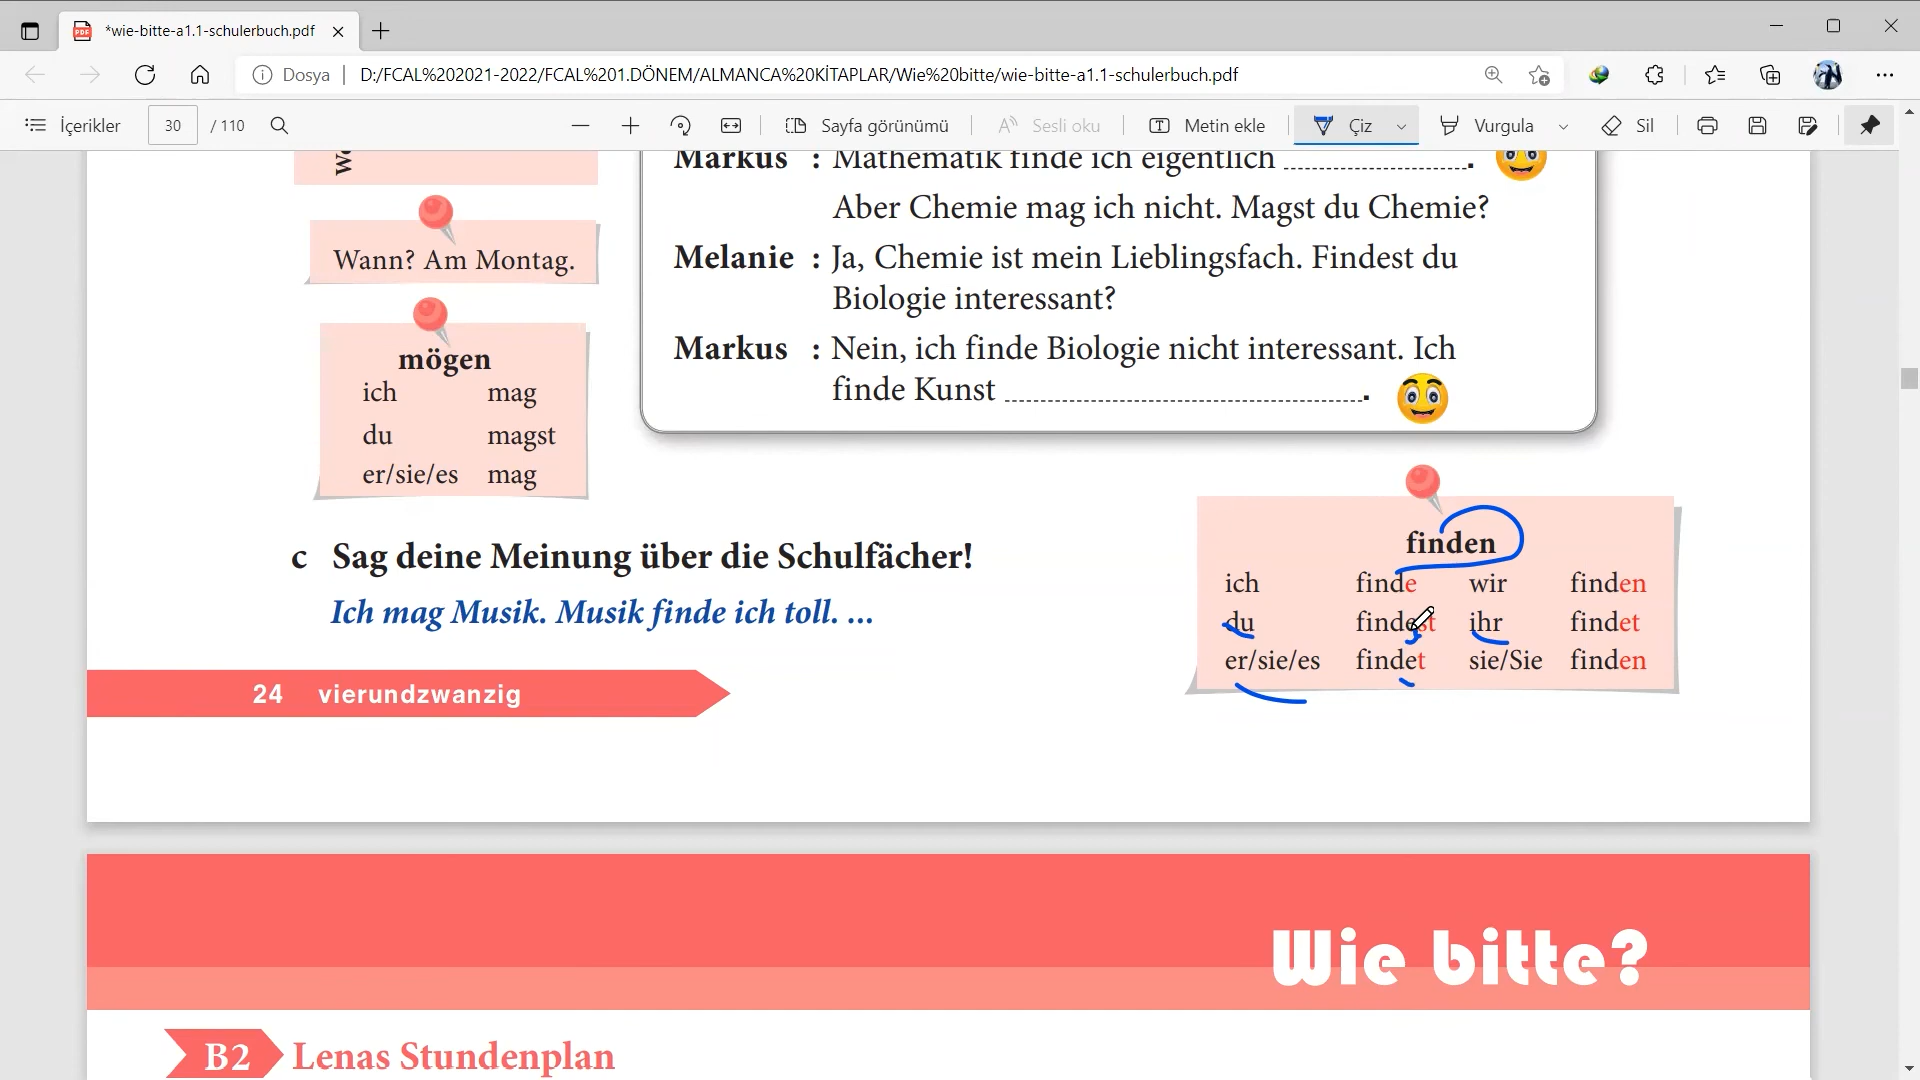 *wie-bitte-a1.1-schulerbuch.pdf
Dosya
D:/FCAL%202021-2022/FCAL%201.DÖNEM/ALMANCA%20KİTAPLAR/Wie%20bitte/wie-bitte-a1.1-schulerbuch.pdf
İçerikler 30 / 110 Sayfa görünümü Sesli oku Metin ekle Çiz Vurgula Sil
Markus : Mathematik finde ich eigentlich .
Aber Chemie mag ich nicht. Magst du Chemie?
Melanie : Ja, Chemie ist mein Lieblingsfach. Findest du
Biologie interessant?
Markus : Nein, ich finde Biologie nicht interessant. Ich
finde Kunst .
Wann? Am Montag.
mögen
ich mag
du magst
er/sie/es mag
c Sag deine Meinung über die Schulfächer!
Ich mag Musik. Musik finde ich toll. ...
finden
ich finde wir finden
du findest ihr findet
er/sie/es findet sie/Sie finden
24 vierundzwanzig
Wie bitte?
B2 Lenas Stundenplan